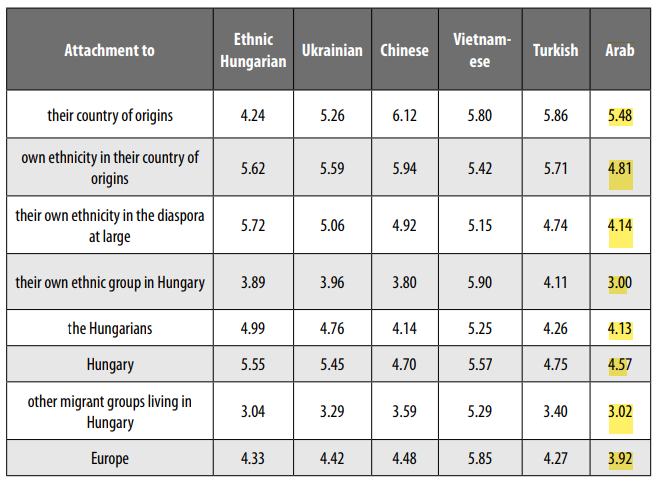 Attachment to Ethnic Hungarian Ukrainian Chinese Vietnam-ese Turkish Arab
their country of origins 4.24 5.26 6.12 5.80 5.86 5.48
own ethnicity in their country of
origins 5.62 5.59 5.94 5.42 5.71 4.81
their own ethnicity in the diaspora
at large 5.72 5.06 4.92 5.15 4.74 4.14
their own ethnic group in Hungary 3.89 3.96 3.80 5.90 4.11 3.00
the Hungarians 4.99 4.76 4.14 5.25 4.26 4.13
Hungary 5.55 5.45 4.70 5.57 4.75 4.57
other migrant groups living in
Hungary 3.04 3.29 3.59 5.29 3.40 3.02
Europe 4.33 4.42 4.48 5.85 4.27 3.92